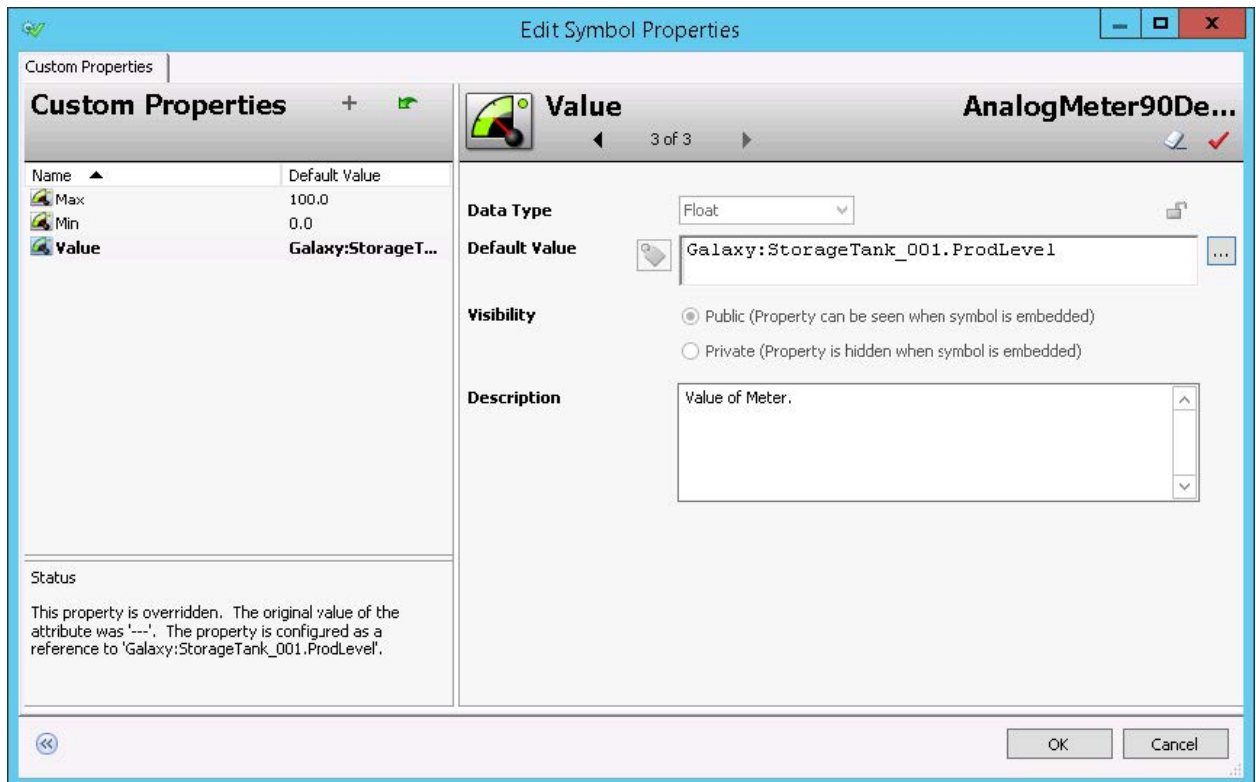 Edit Symbol Properties
Custom Properties
Custom Properties
Name
Default Value
Max
100.0
Min
0.0
Value
Galaxy:StorageT...
Status
This property is overridden. The original value of the
attribute was '---'. The property is configured as a
reference to 'Galaxy:StorageTank_001.ProdLevel'.
Value
AnalogMeter90De...
3 of 3
Data Type
Float
Default Value
Galaxy:StorageTank_001.ProdLevel
...
Visibility
Public (Property can be seen when symbol is embedded)
Private (Property is hidden when symbol is embedded)
Description
Value of Meter.
OK
Cancel